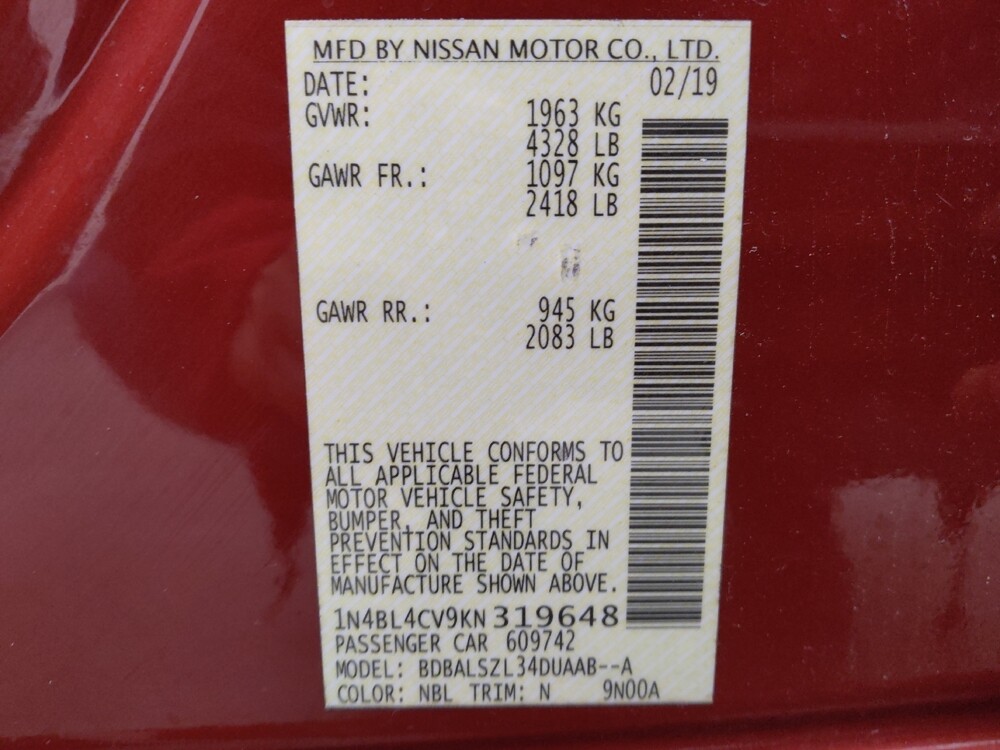 MFD BY NISSAN MOTOR CO., LTD.
DATE: 02/19
GVWR: 1963 KG
4328 LB
GAWR FR.: 1097 KG
2418 LB
GAWR RR.: 945 KG
2083 LB
THIS VEHICLE CONFORMS TO
ALL APPLICABLE FEDERAL
MOTOR VEHICLE SAFETY,
BUMPER, AND THEFT
PREVENTION STANDARDS IN
EFFECT ON THE DATE OF
MANUFACTURE SHOWN ABOVE.
1N4BL4CV9KN 319648
PASSENGER CAR 609742
MODEL: BDBALSZL34DUAAB--A
COLOR: NBL TRIM: N 9N00A